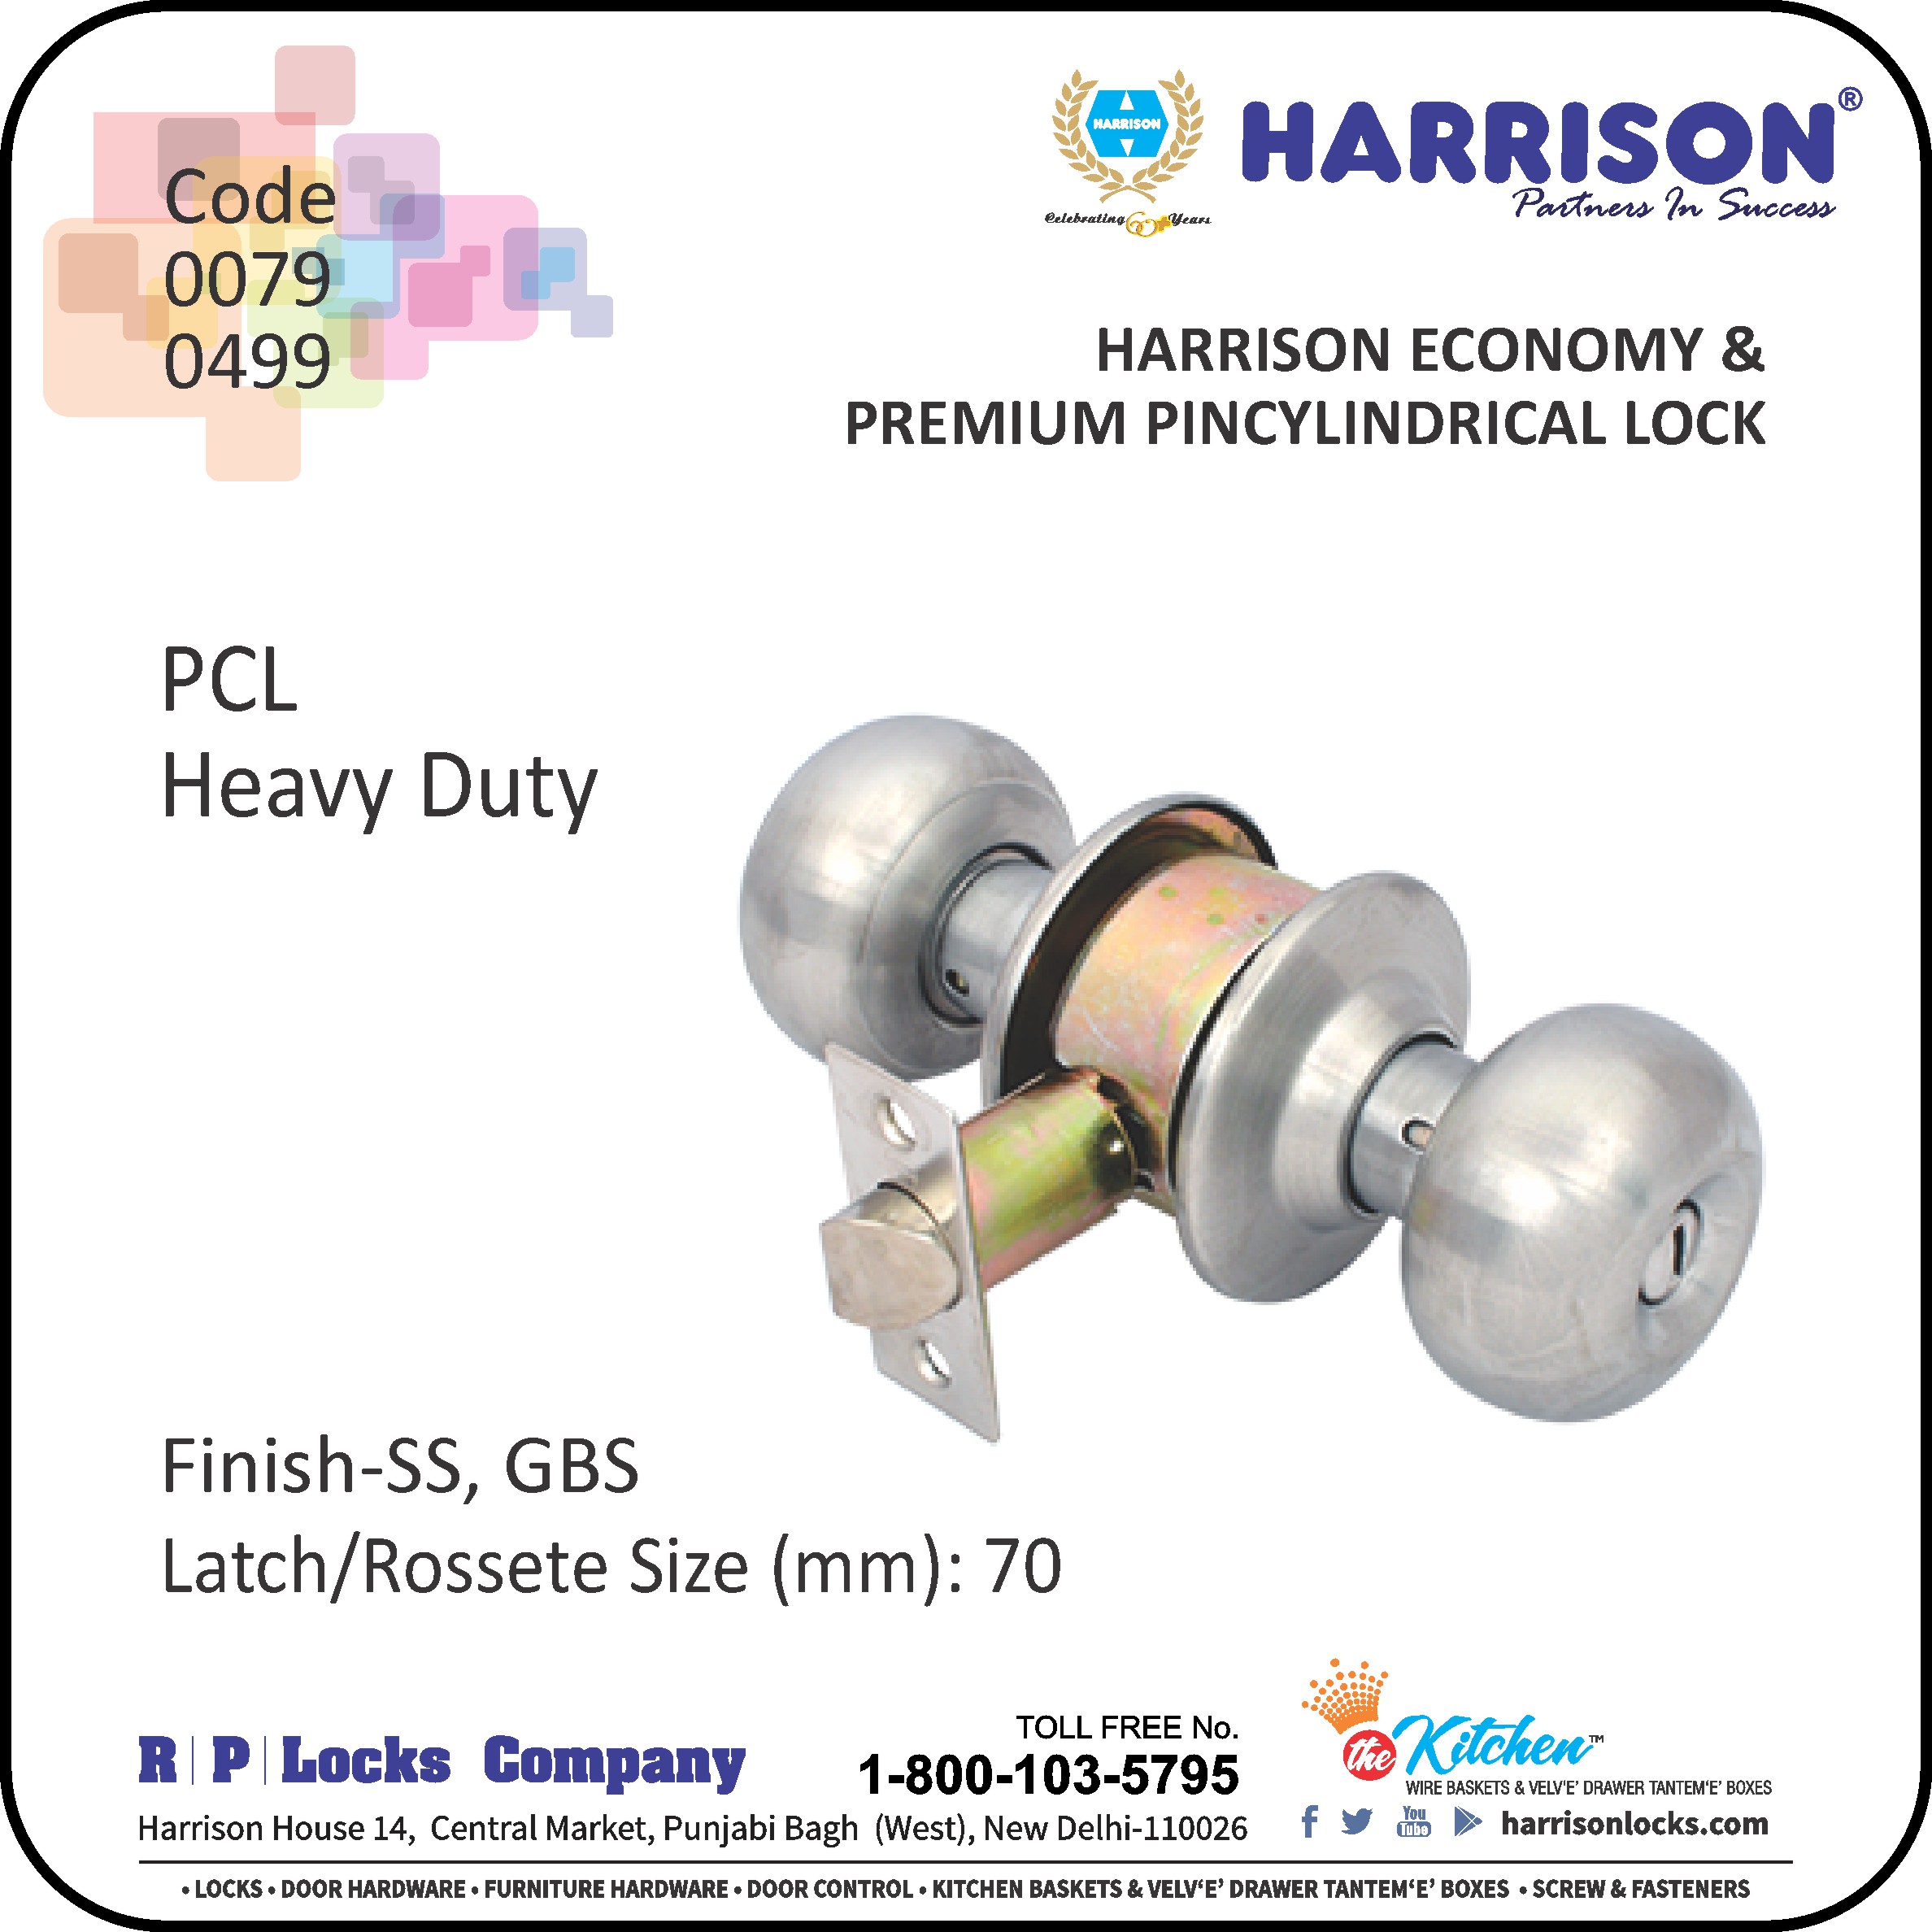 Code
0079
0499
HARRISON
Celebrating 60+ Years
HARRISON®
Partners In Success
HARRISON ECONOMY &
PREMIUM PINCYLINDRICAL LOCK
PCL
Heavy Duty
Finish-SS, GBS
Latch/Rossete Size (mm): 70
R|P|Locks Company
TOLL FREE No.
1-800-103-5795
Harrison House 14, Central Market, Punjabi Bagh (West), New Delhi-110026
the Kitchen™
WIRE BASKETS & VELV'E' DRAWER TANTEM'E' BOXES
f You Tube harrisonlocks.com
• LOCKS • DOOR HARDWARE • FURNITURE HARDWARE • DOOR CONTROL • KITCHEN BASKETS & VELV‘E’ DRAWER TANTEM‘E’ BOXES • SCREW & FASTENERS